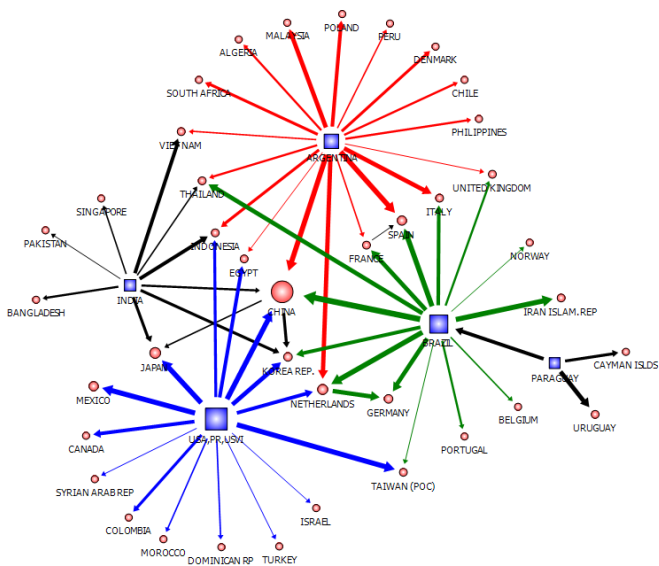 POLAND
MALAYSIA
PERU
ALGERIA
DENMARK
SOUTH AFRICA
CHILE
PHILIPPINES
VIETNAM
ARGENTINA
THAILAND
UNITED KINGDOM
SINGAPORE
ITALY
SPAIN
PAKISTAN
INDONESIA
FRANCE
NORWAY
EGYPT
INDIA
BANGLADESH
CHINA
IRAN ISLAM.REP
BRAZIL
JAPAN
KOREA REP.
PARAGUAY
CAYMAN ISLDS
MEXICO
NETHERLANDS
GERMANY
URUGUAY
BELGIUM
USA,PR,USVI
CANADA
PORTUGAL
TAIWAN (POC)
SYRIAN ARAB REP
COLOMBIA
ISRAEL
MOROCCO
DOMINICAN RP
TURKEY